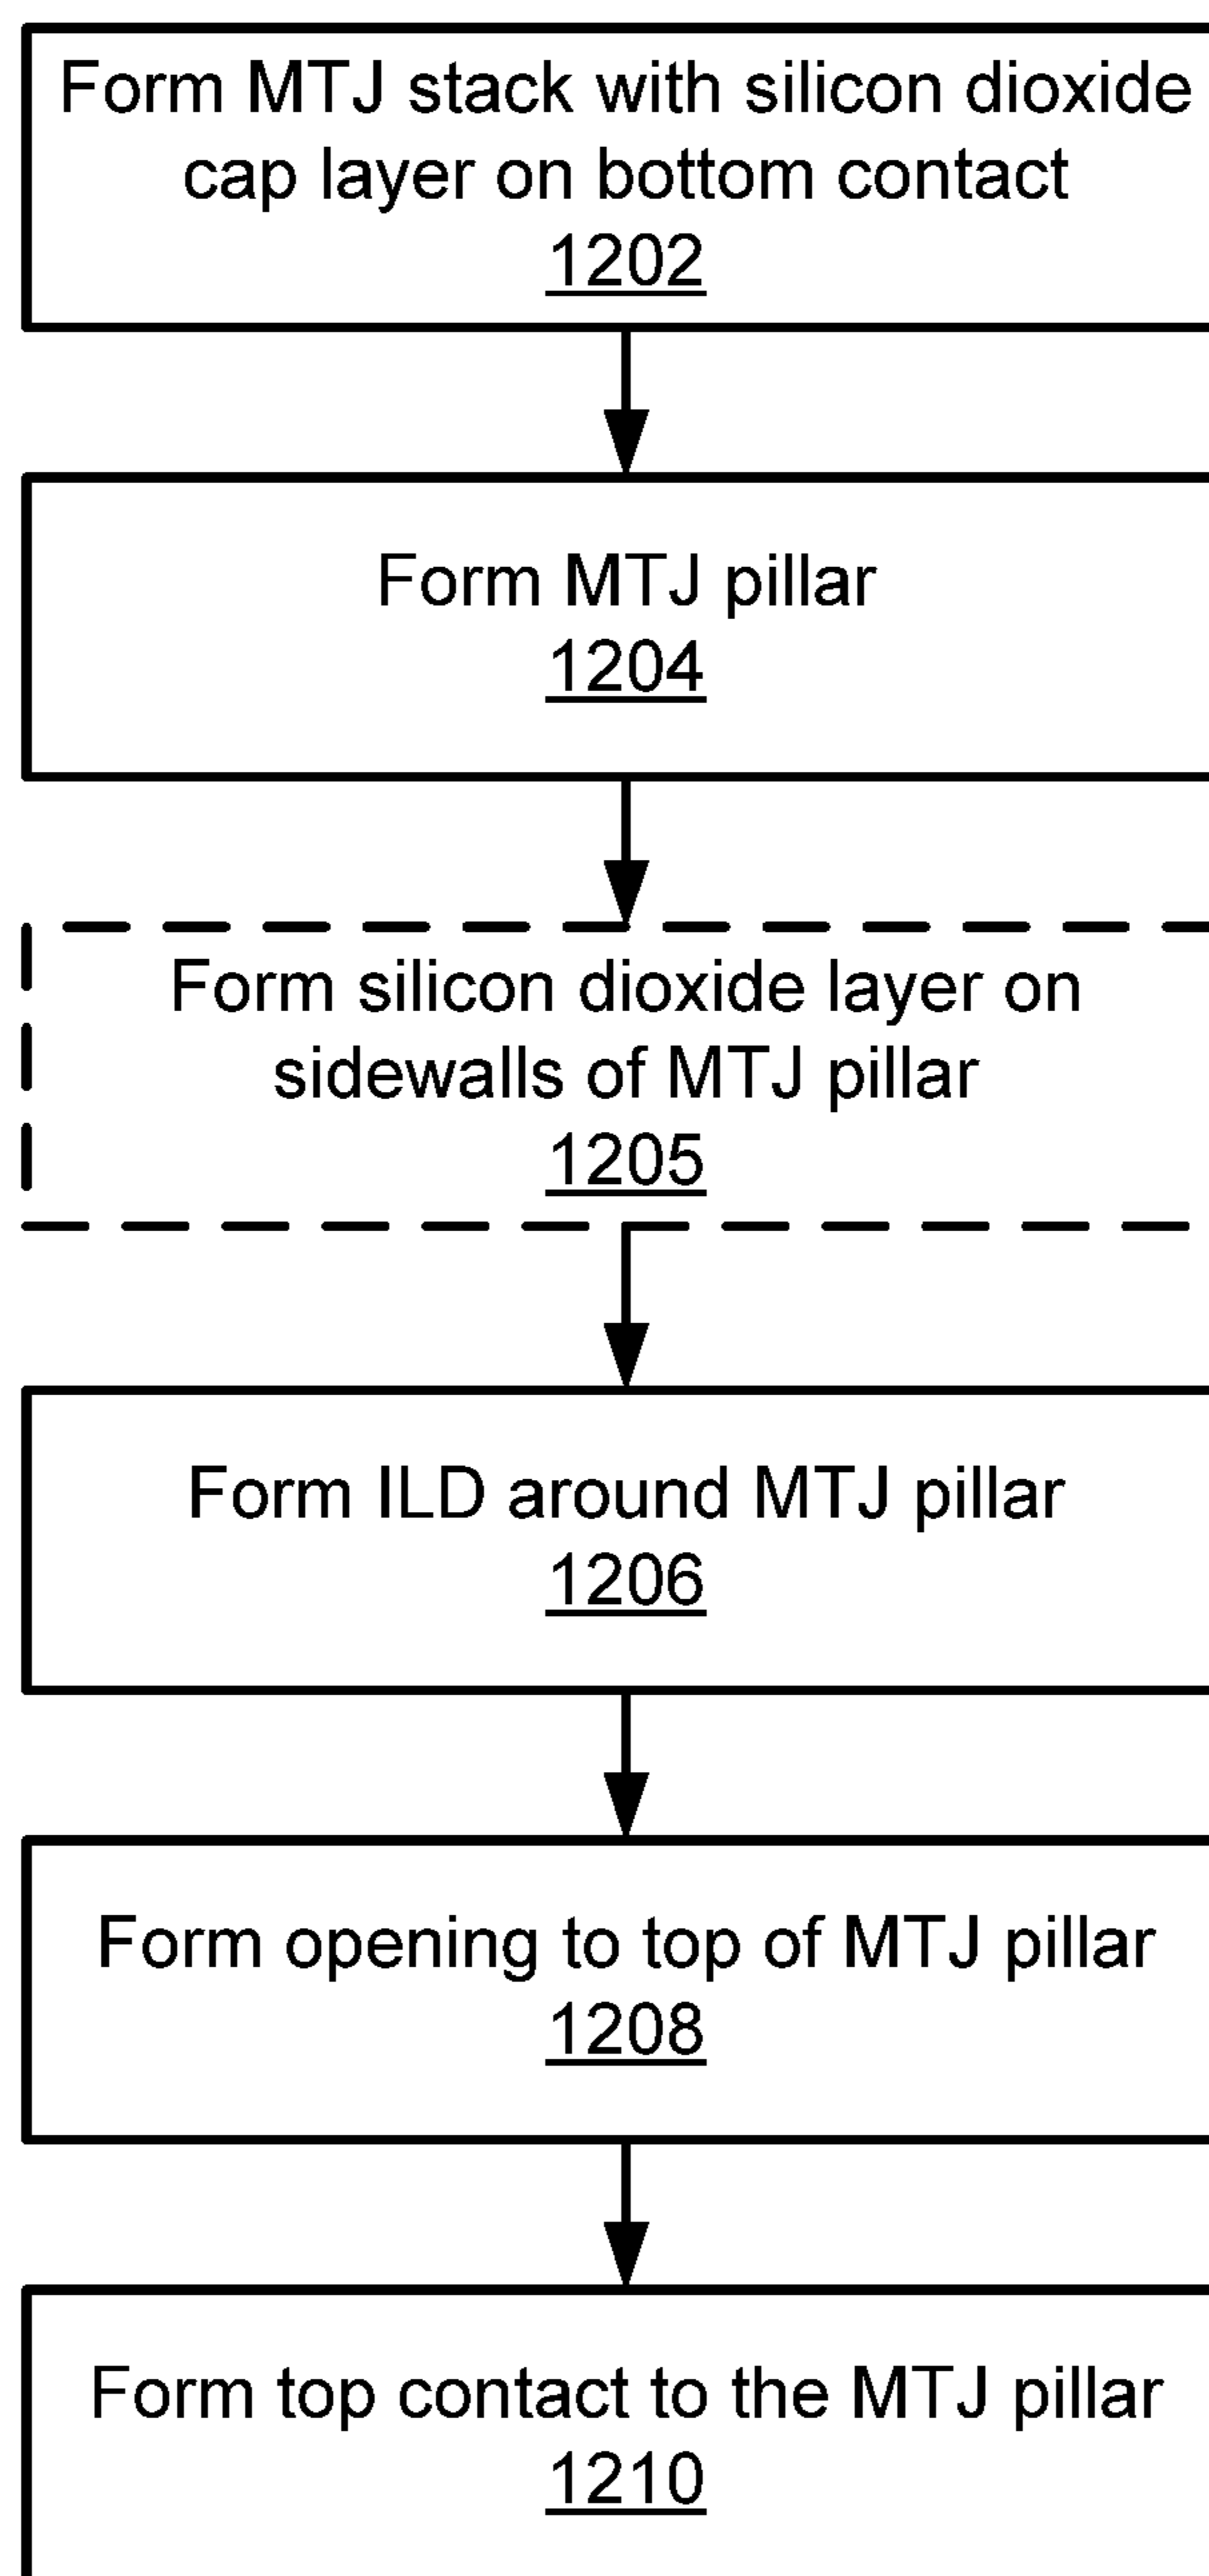 Form MTJ stack with silicon dioxide
cap layer on bottom contact
1202
Form MTJ pillar
1204
Form silicon dioxide layer on
sidewalls of MTJ pillar
1205
Form ILD around MTJ pillar
1206
Form opening to top of MTJ pillar
1208
Form top contact to the MTJ pillar
1210